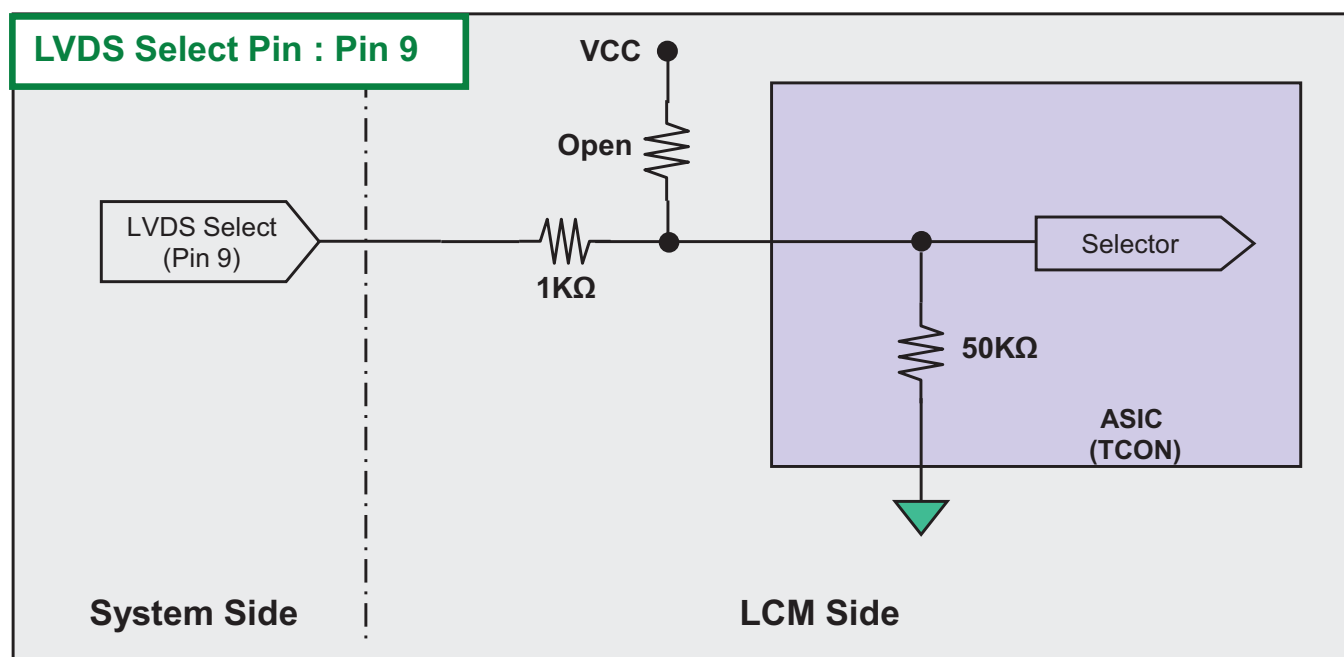 LVDS Select Pin : Pin 9
VCC
Open
LVDS Select
(Pin 9)
1KΩ
Selector
50KΩ
ASIC
(TCON)
System Side
LCM Side